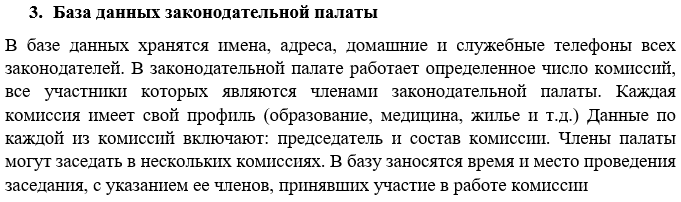 3. База данных законодательной палаты
В базе данных хранятся имена, адреса, домашние и служебные телефоны всех
законодателей. В законодательной палате работает определенное число комиссий,
все участники которых являются членами законодательной палаты. Каждая
комиссия имеет свой профиль (образование, медицина, жилье и т.д.) Данные по
каждой из комиссий включают: председатель и состав комиссии. Члены палаты
могут заседать в нескольких комиссиях. В базу заносятся время и место проведения
заседания, с указанием ее членов, принявших участие в работе комиссии